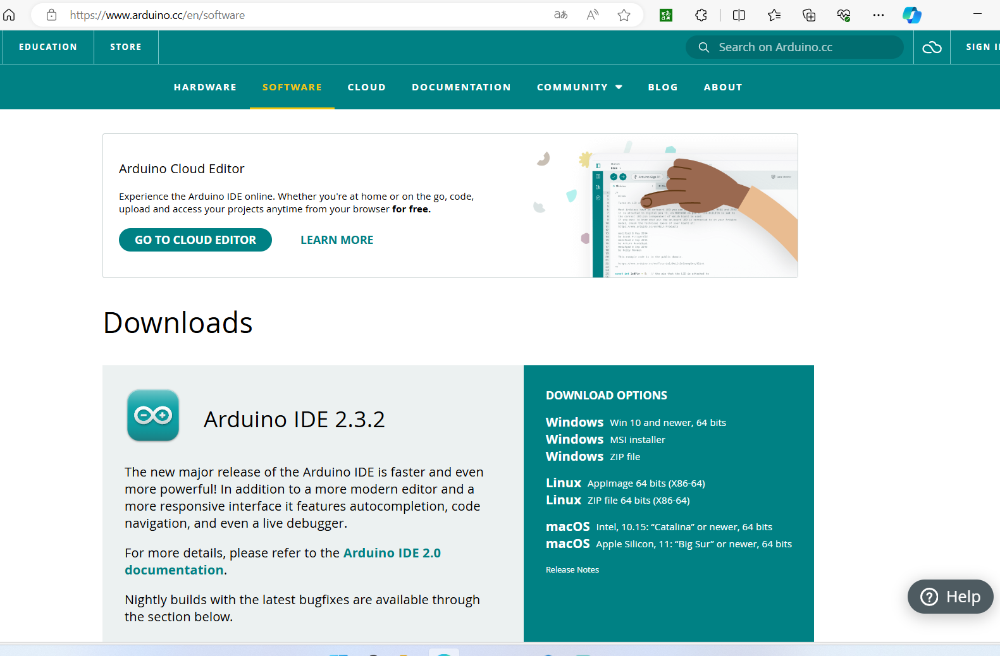 https://www.arduino.cc/en/software
EDUCATION
STORE
Search on Arduino.cc
SIGN I
HARDWARE
SOFTWARE
CLOUD
DOCUMENTATION
COMMUNITY
BLOG
ABOUT
Arduino Cloud Editor
Experience the Arduino IDE online. Whether you're at home or on the go, code,
upload and access your projects anytime from your browser for free.
GO TO CLOUD EDITOR
LEARN MORE
Downloads
Arduino IDE 2.3.2
The new major release of the Arduino IDE is faster and even
more powerful! In addition to a more modern editor and a
more responsive interface it features autocompletion, code
navigation, and even a live debugger.
For more details, please refer to the Arduino IDE 2.0
documentation.
Nightly builds with the latest bugfixes are available through
the section below.
DOWNLOAD OPTIONS
Windows Win 10 and newer, 64 bits
Windows MSI installer
Windows ZIP file
Linux AppImage 64 bits (X86-64)
Linux ZIP file 64 bits (X86-64)
macOS Intel, 10.15: “Catalina” or newer, 64 bits
macOS Apple Silicon, 11: “Big Sur” or newer, 64 bits
Release Notes
Help